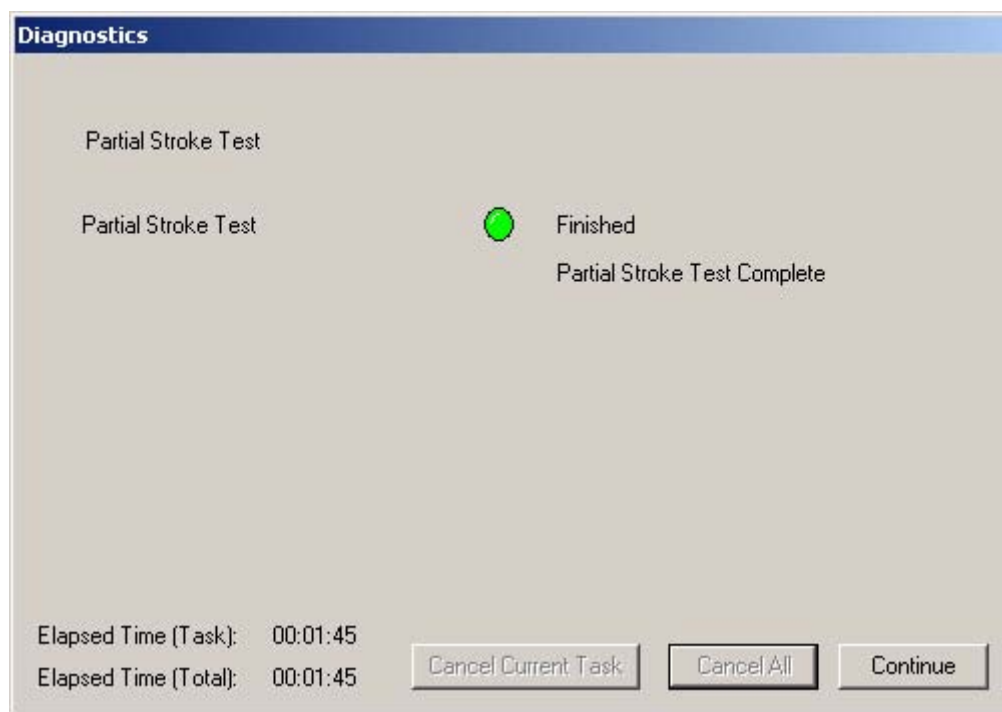 Diagnostics
Partial Stroke Test
Partial Stroke Test Finished
Partial Stroke Test Complete
Elapsed Time (Task): 00:01:45
Elapsed Time (Total): 00:01:45
Cancel Current Task Cancel All Continue